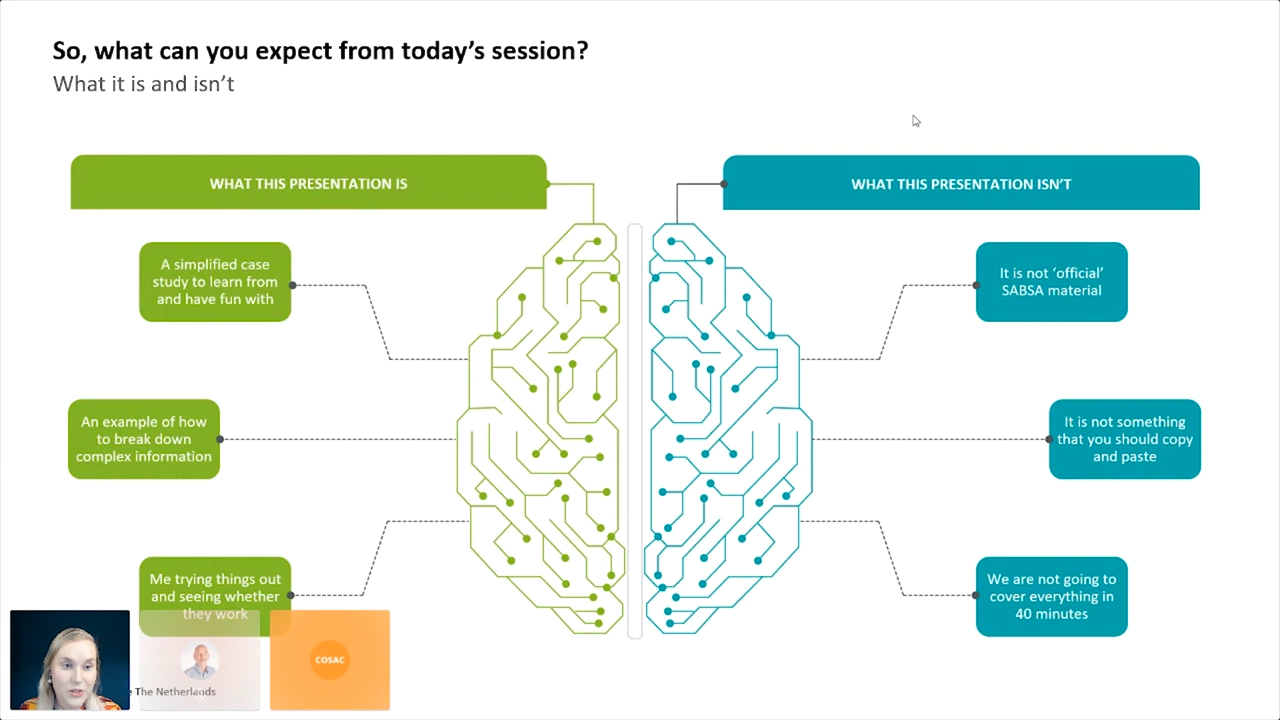 So, what can you expect from today's session?
What it is and isn't
WHAT THIS PRESENTATION IS
A simplified case
study to learn from
and have fun with
An example of how
to break down
complex information
Me trying things out
and seeing whether
they work
WHAT THIS PRESENTATION ISN'T
It is not 'official'
SABSA material
It is not something
that you should copy
and paste
We are not going to
cover everything in
40 minutes
COSAC
The Netherlands